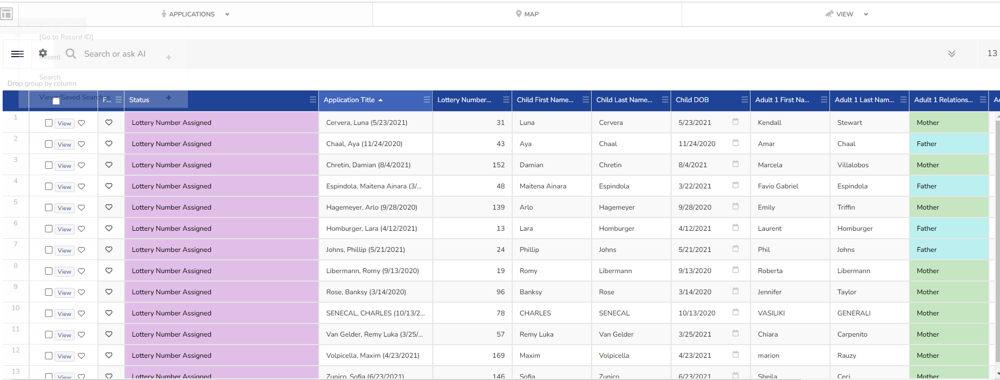 APPLICATIONS MAP VIEW
[Go to Record ID]
Recent
Search or ask AI 13
Search
Drop group by column
Views/Saved Searches
F... Status Application Title Lottery Number... Child First Name... Child Last Name... Child DOB Adult 1 First Na... Adult 1 Last Nam... Adult 1 Relations...
1 View Lottery Number Assigned Cervera, Luna (5/23/2021) 31 Luna Cervera 5/23/2021 Kendall Stewart Mother
2 View Lottery Number Assigned Chaal, Aya (11/24/2020) 43 Aya Chaal 11/24/2020 Amar Chaal Father
3 View Lottery Number Assigned Chretin, Damian (8/4/2021) 152 Damian Chretin 8/4/2021 Marcela Villalobos Mother
4 View Lottery Number Assigned Espindola, Maitena Ainara (3/... 48 Maitena Ainara Espindola 3/22/2021 Favio Gabriel Espindola Father
5 View Lottery Number Assigned Hagemeyer, Arlo (9/28/2020) 139 Arlo Hagemeyer 9/28/2020 Emily Triffin Mother
6 View Lottery Number Assigned Homburger, Lara (4/12/2021) 13 Lara Homburger 4/12/2021 Laurent Homburger Father
7 View Lottery Number Assigned Johns, Phillip (5/21/2021) 24 Phillip Johns 5/21/2021 Phil Johns Father
8 View Lottery Number Assigned Libermann, Romy (9/13/2020) 19 Romy Libermann 9/13/2020 Roberta Libermann Mother
9 View Lottery Number Assigned Rose, Banksy (3/14/2020) 96 Banksy Rose 3/14/2020 Jennifer Taylor Mother
10 View Lottery Number Assigned SENECAL, CHARLES (10/13/2... 78 CHARLES SENECAL 10/13/2020 VASILIKI GENERALI Mother
11 View Lottery Number Assigned Van Gelder, Remy Luka (3/25/... 57 Remy Luka Van Gelder 3/25/2021 Chiara Carpenito Mother
12 View Lottery Number Assigned Volpicella, Maxim (4/23/2021) 169 Maxim Volpicella 4/23/2021 marion Rauzy Mother
13 View Lottery Number Assigned Zunico, Sofia (6/23/2021) 146 Sofia Zunico 6/23/2021 Sheila Ceci Mother